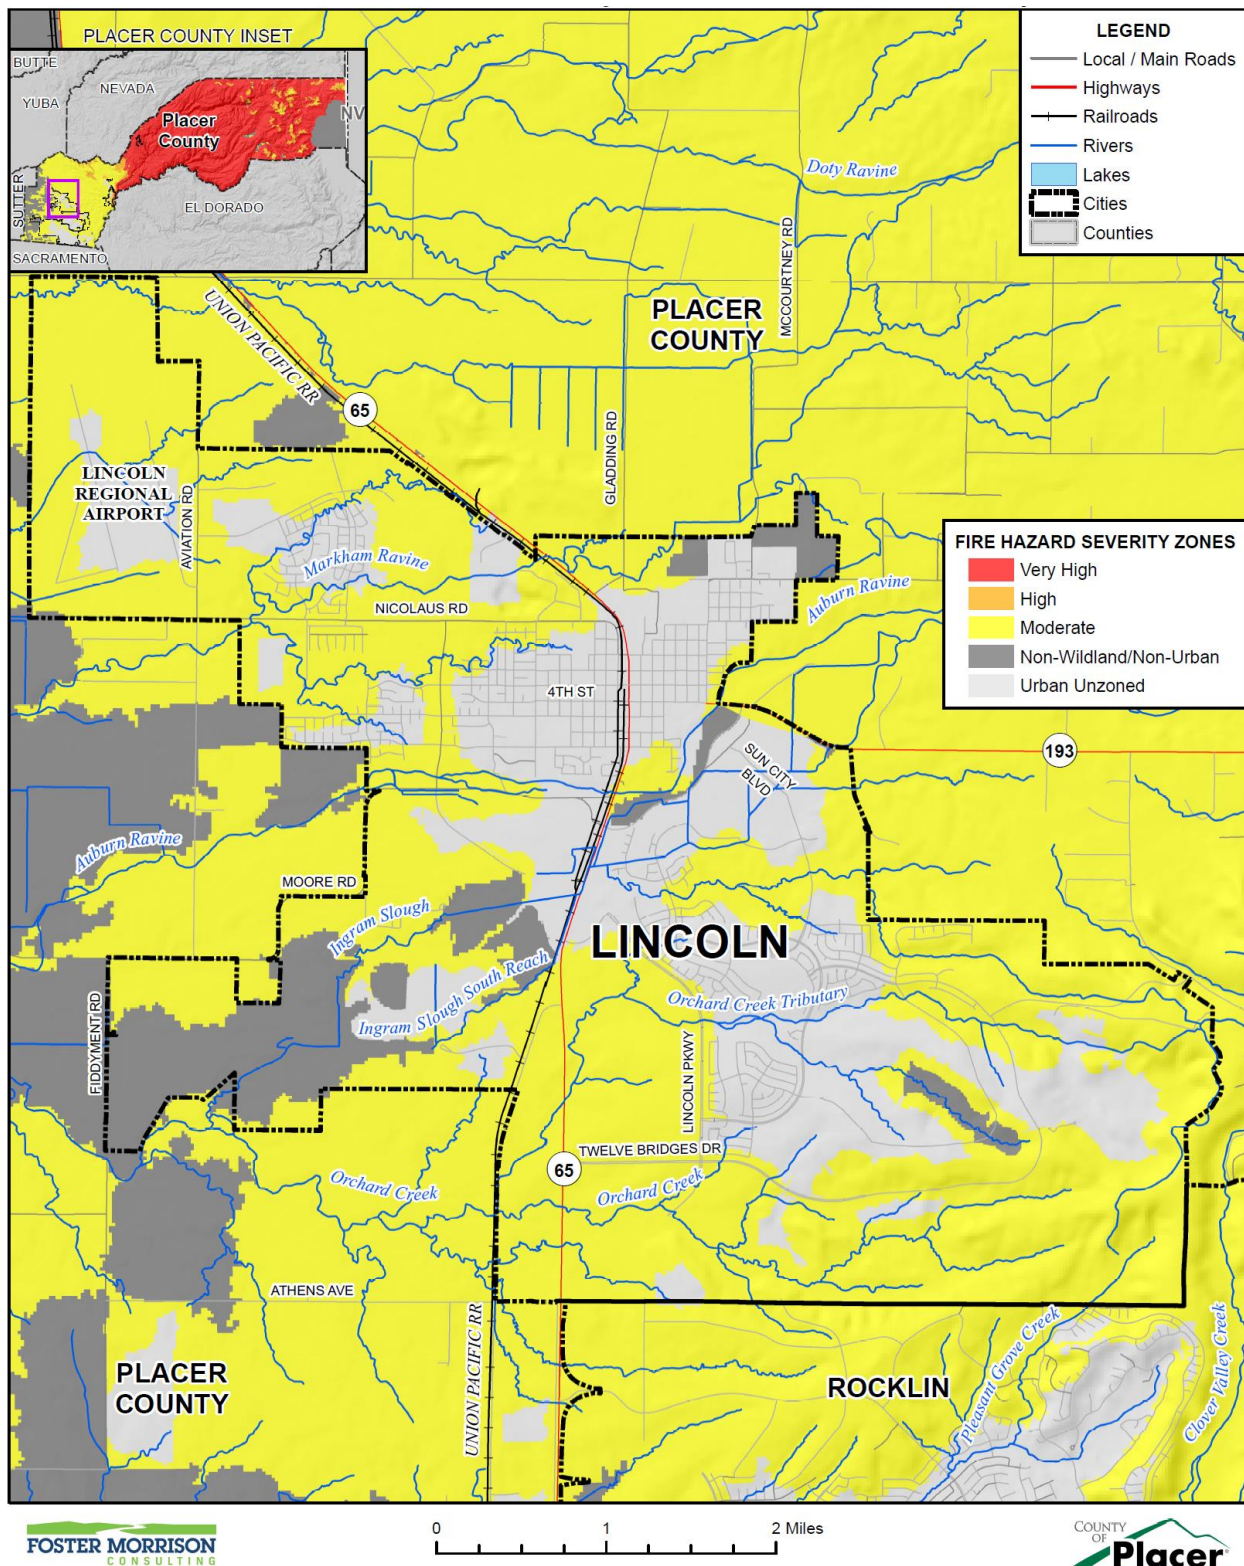 PLACER COUNTY INSET
BUTTE
NEVADA
YUBA
Placer
County
NV
SUTTER
EL DORADO
SACRAMENTO
LEGEND
Local / Main Roads
Highways
Railroads
Rivers
Lakes
Cities
Counties
Doty Ravine
MCCOURTNEY RD
UNION PACIFIC RR
PLACER
COUNTY
65
GLADDING RD
LINCOLN
REGIONAL
AIRPORT
AVIATION RD
Markham Ravine
NICOLAUS RD
Auburn Ravine
FIRE HAZARD SEVERITY ZONES
Very High
High
Moderate
Non-Wildland/Non-Urban
Urban Unzoned
4TH ST
SUN CITY
BLVD
193
Auburn Ravine
MOORE RD
Ingram Slough
LINCOLN
Ingram Slough South Reach
Orchard Creek Tributary
FIDDYMENT RD
LINCOLN PKWY
TWELVE BRIDGES DR
65
Orchard Creek
Orchard Creek
ATHENS AVE
UNION PACIFIC RR
PLACER
COUNTY
ROCKLIN
Pleasant Grove Creek
Clover Valley Creek
FOSTER MORRISON
CONSULTING
0 1 2 Miles
COUNTY
OF
Placer